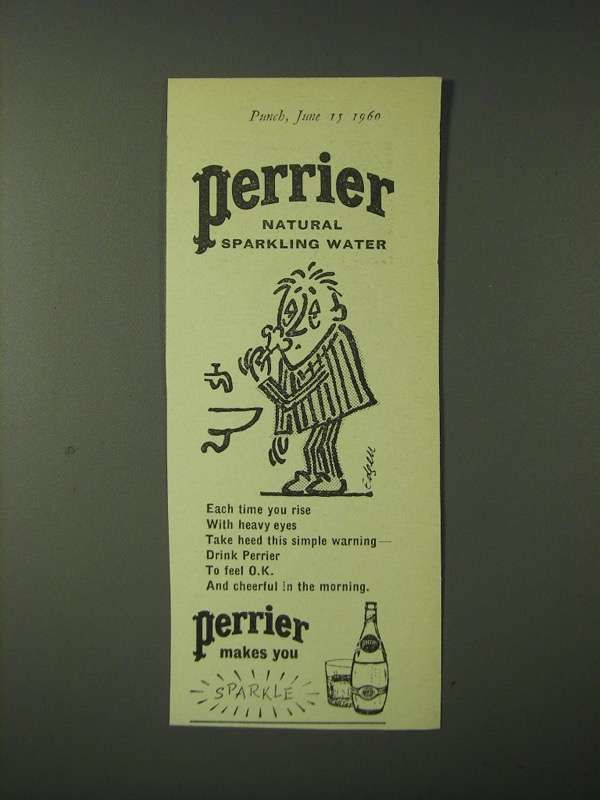 Punch, June 15 1960
perrier
NATURAL
SPARKLING WATER
Each time you rise
With heavy eyes
Take heed this simple warning—
Drink Perrier
To feel O.K.
And cheerful in the morning.
perrier
makes you
SPARKLE